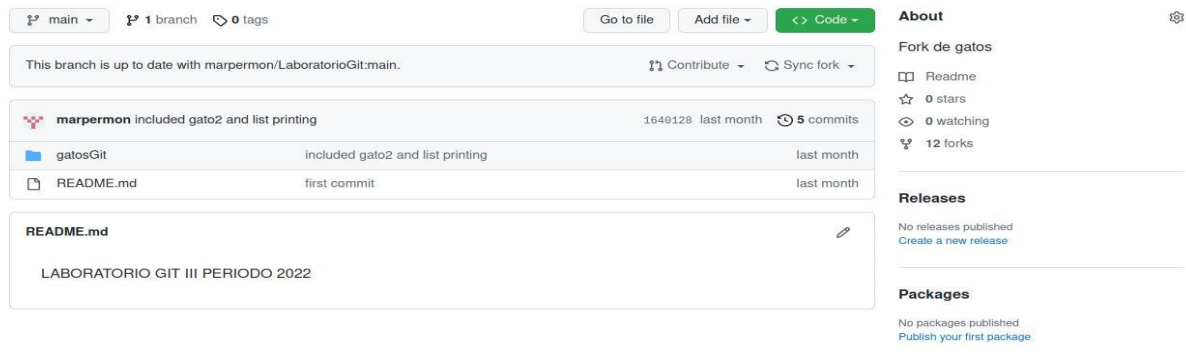 main 1 branch 0 tags Go to file Add file <> Code
This branch is up to date with marpermon/LaboratorioGit:main. Contribute Sync fork
marpermon included gato2 and list printing 1640128 last month 5 commits
gatosGit included gato2 and list printing last month
README.md first commit last month
README.md
LABORATORIO GIT III PERIODO 2022
About
Fork de gatos
Readme
0 stars
0 watching
12 forks
Releases
No releases published
Create a new release
Packages
No packages published
Publish your first package